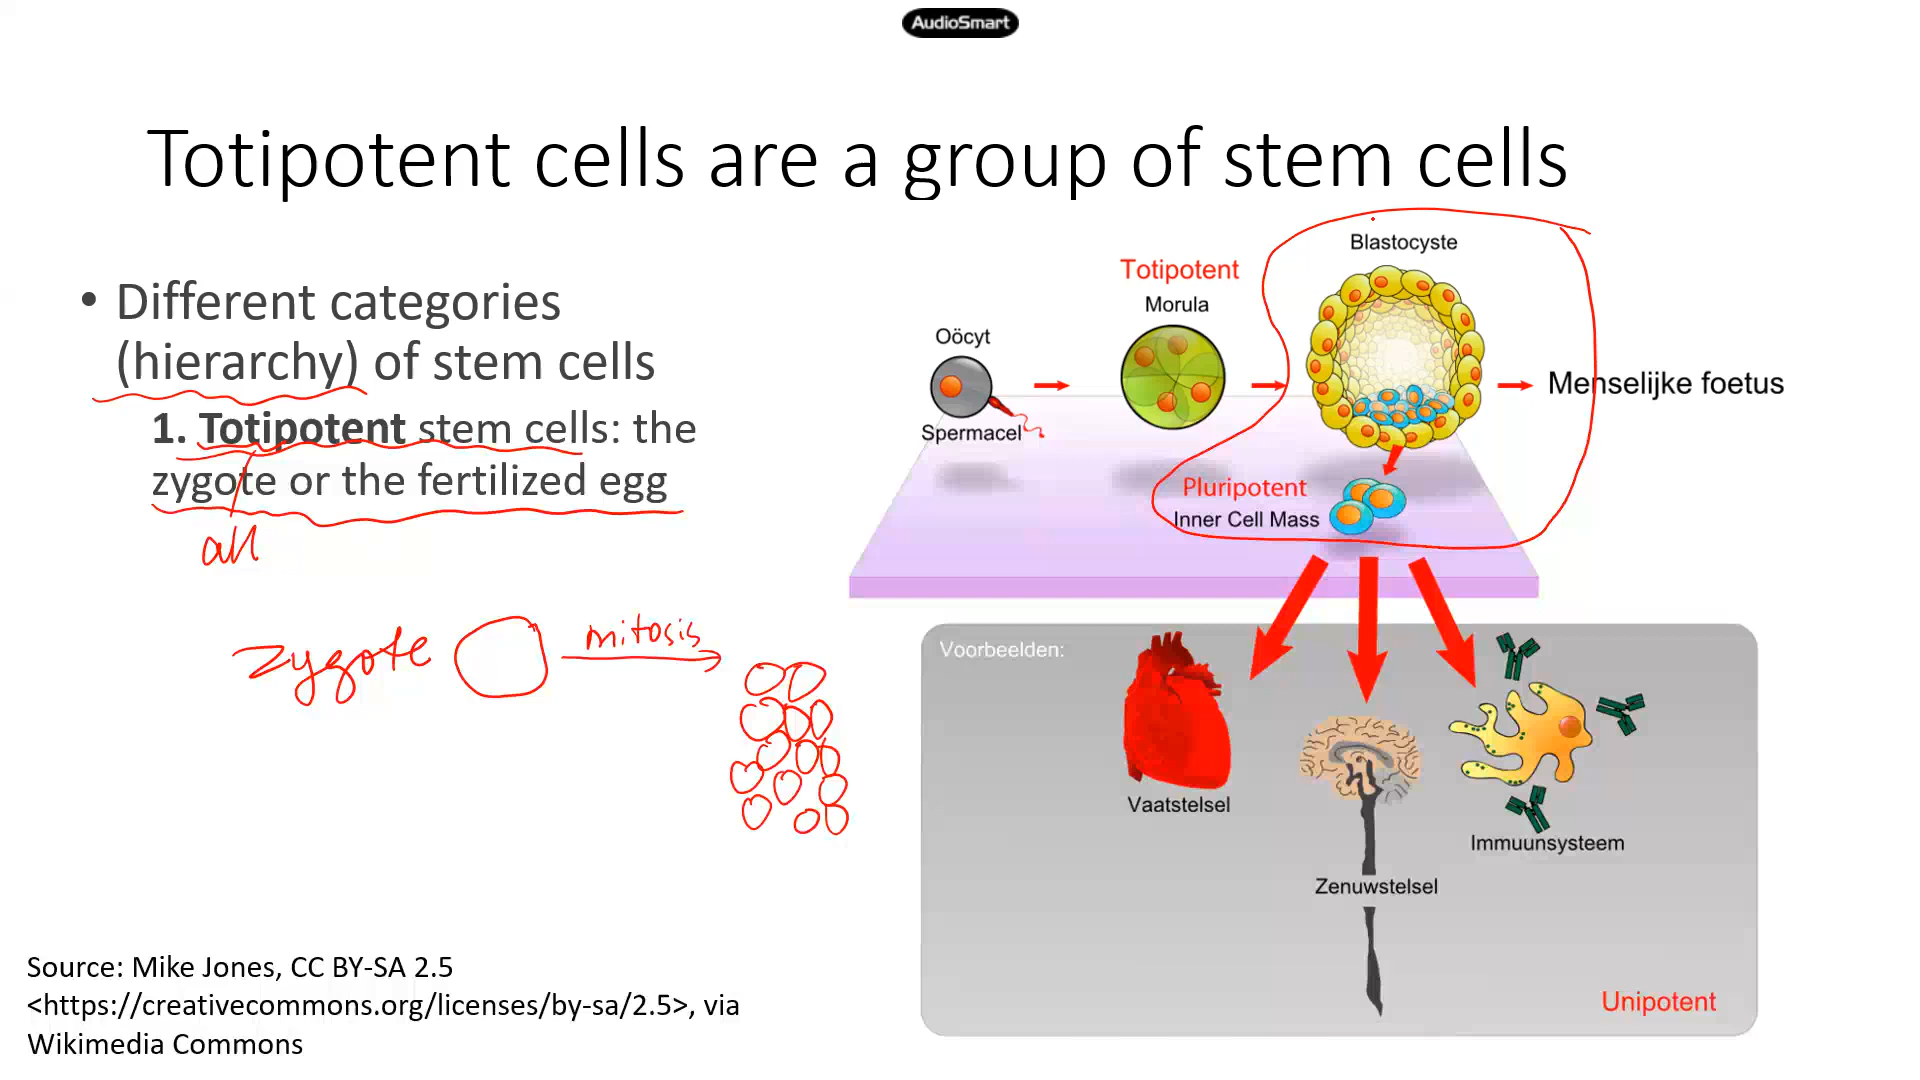 AudioSmart
Totipotent cells are a group of stem cells
• Different categories
(hierarchy) of stem cells
1. Totipotent stem cells: the
zygote or the fertilized egg
all
zygote
mitosis
Blastocyste
Totipotent
Morula
Oöcyt
Spermacel
Menselijke foetus
Pluripotent
Inner Cell Mass
Voorbeelden:
Vaatstelsel
Immuunsysteem
Zenuwstelsel
Unipotent
Source: Mike Jones, CC BY-SA 2.5
<https://creativecommons.org/licenses/by-sa/2.5>, via
Wikimedia Commons